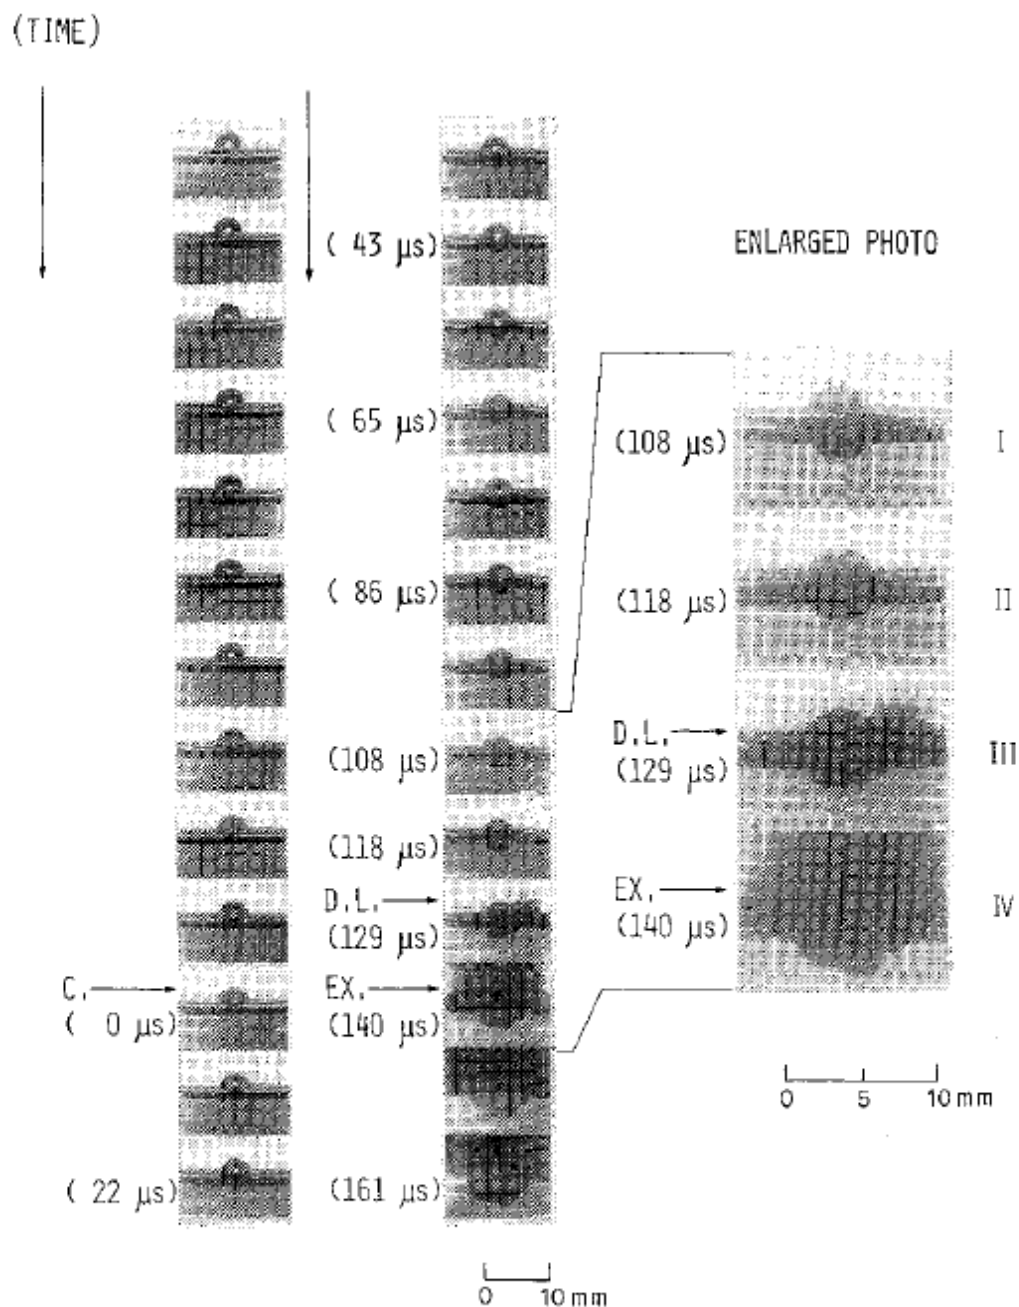 (TIME)
C.
( 0 μs)
( 22 μs)
( 43 μs)
( 65 μs)
( 86 μs)
(108 μs)
(118 μs)
D.L.
(129 μs)
EX.
(140 μs)
(161 μs)
0 10 mm
ENLARGED PHOTO
(108 μs) I
(118 μs) II
D.L.
(129 μs) III
EX.
(140 μs) IV
0 5 10 mm